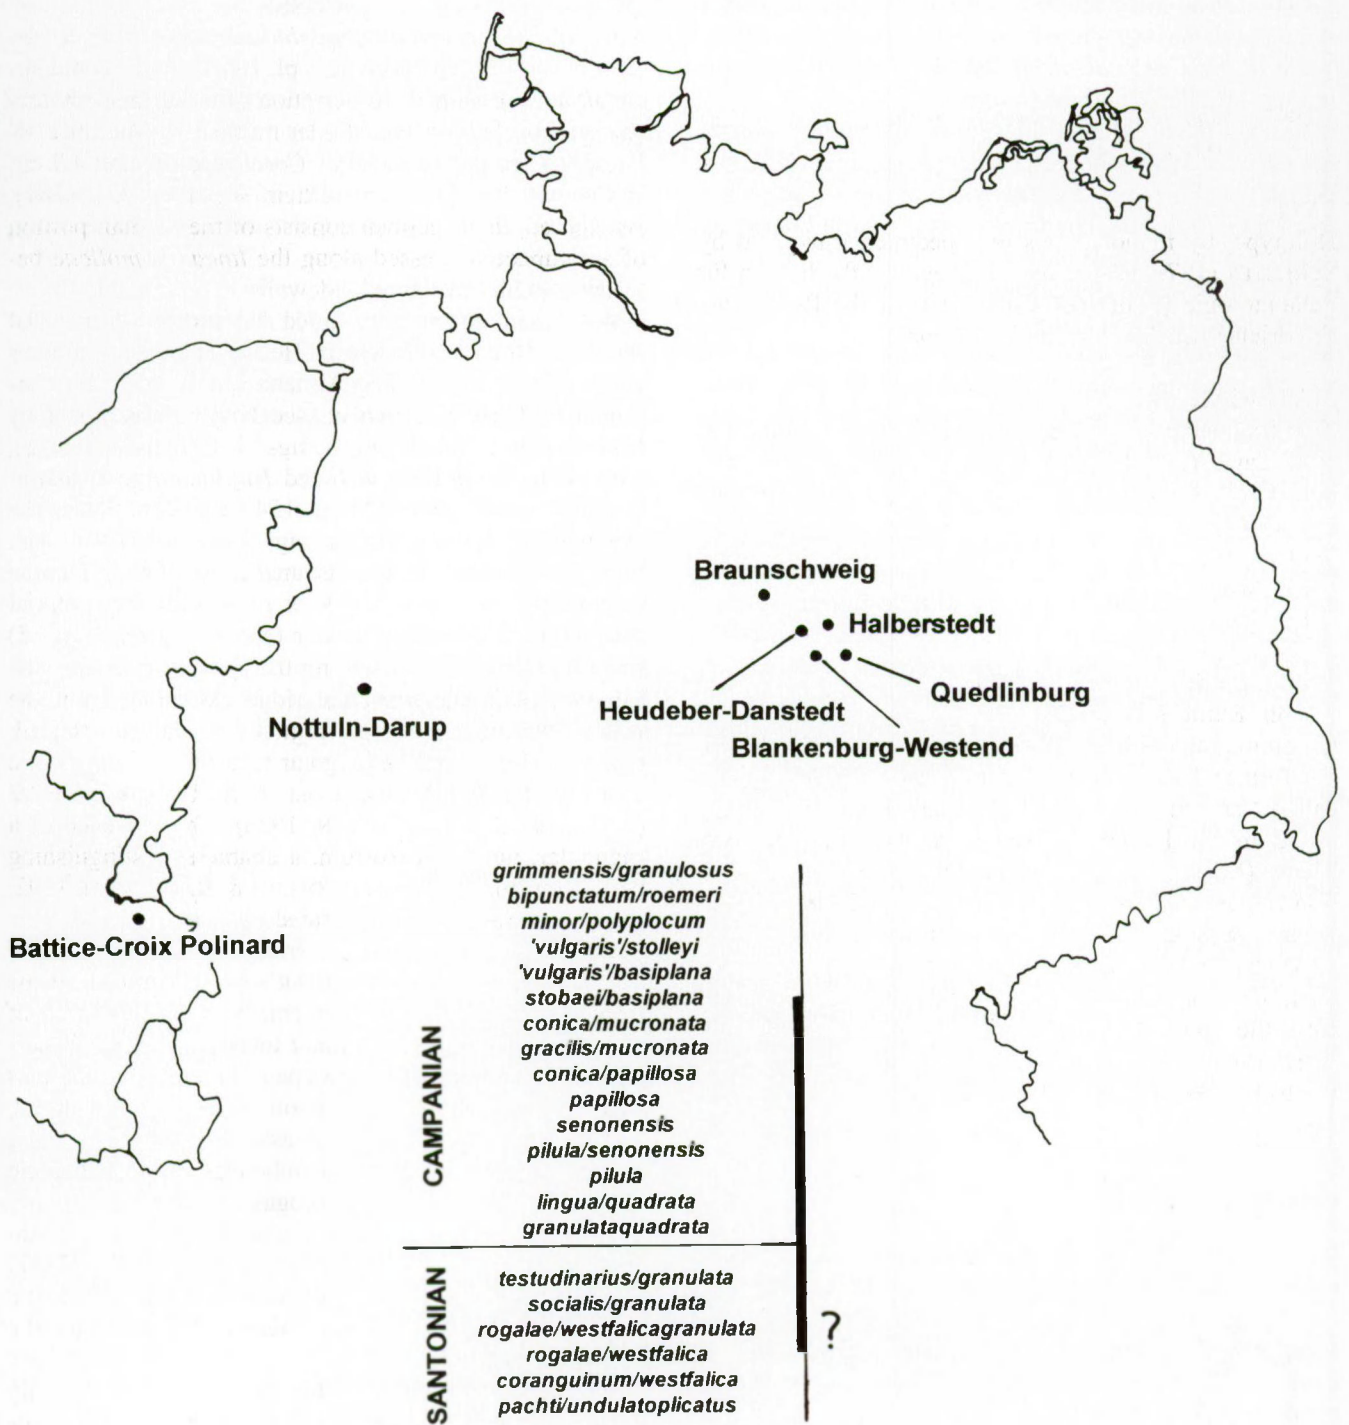 Braunschweig
Halberstedt
Quedlinburg
Heudeber-Danstedt
Blankenburg-Westend
Nottuln-Darup
Battice-Croix Polinard
CAMPANIAN
grimmensis/granulosus
bipunctatum/roemeri
minor/polyplocum
'vulgaris'/stolleyi
'vulgaris'/basiplana
stobaei/basiplana
conica/mucronata
gracilis/mucronata
conica/papillosa
papillosa
senonensis
pilula/senonensis
pilula
lingua/quadrata
granulataquadrata
SANTONIAN
testudinarius/granulata
socialis/granulata
rogalae/westfalicagranulata
rogalae/westfalica
coranguinum/westfalica
pachti/undulatoplicatus
?